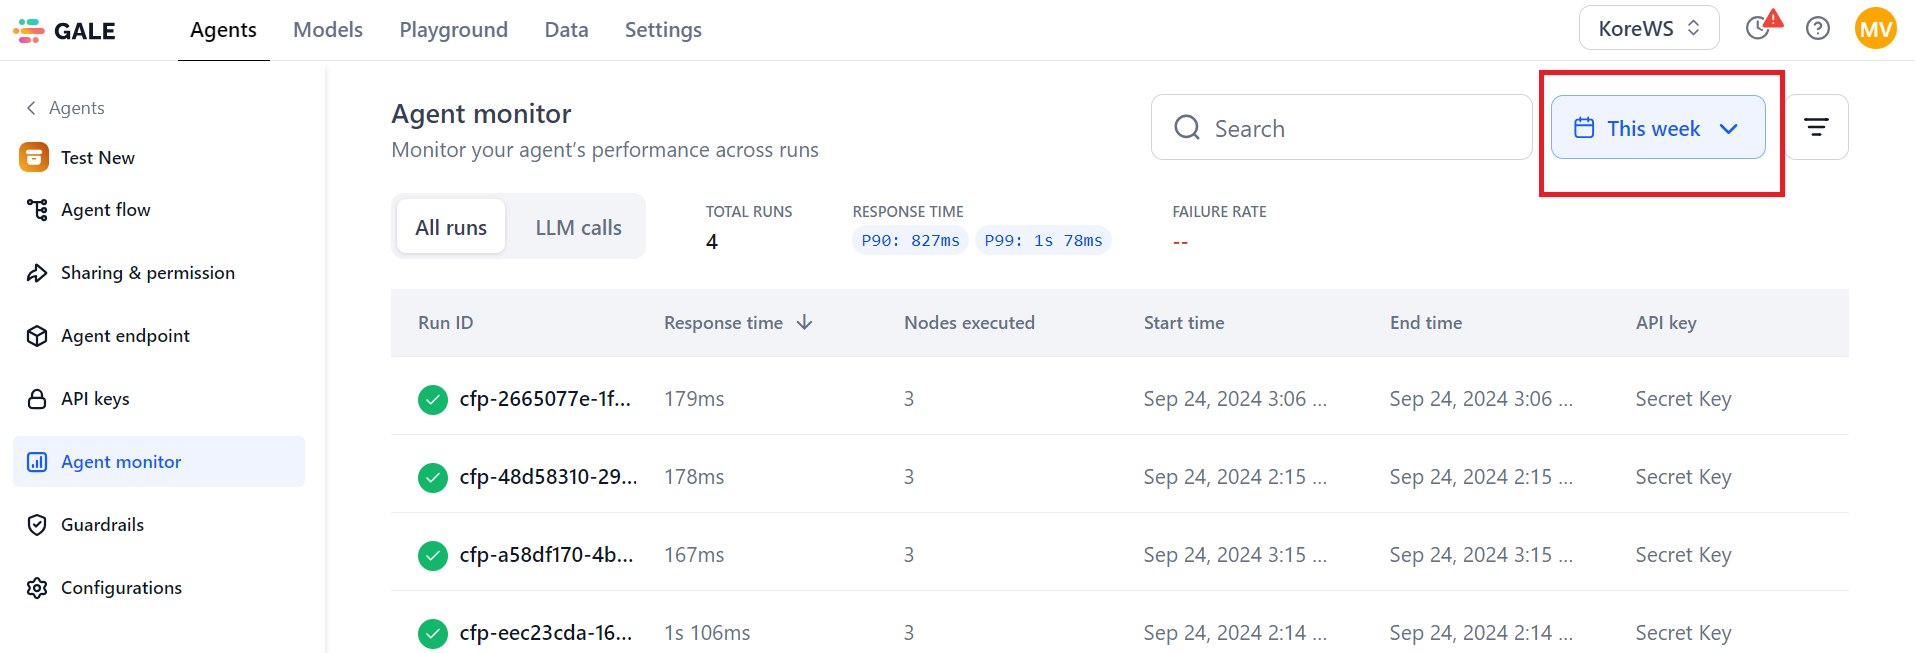 GALE
Agents
Models
Playground
Data
Settings
KoreWS
MV
Agents
Test New
Agent flow
Sharing & permission
Agent endpoint
API keys
Agent monitor
Guardrails
Configurations
Agent monitor
Monitor your agent's performance across runs
Search
This week
All runs
LLM calls
TOTAL RUNS
4
RESPONSE TIME
P90: 827ms P99: 1s 78ms
FAILURE RATE
--
Run ID Response time Nodes executed Start time End time API key
cfp-2665077e-1f... 179ms 3 Sep 24, 2024 3:06 ... Sep 24, 2024 3:06 ... Secret Key
cfp-48d58310-29... 178ms 3 Sep 24, 2024 2:15 ... Sep 24, 2024 2:15 ... Secret Key
cfp-a58df170-4b... 167ms 3 Sep 24, 2024 3:15 ... Sep 24, 2024 3:15 ... Secret Key
cfp-eec23cda-16... 1s 106ms 3 Sep 24, 2024 2:14 ... Sep 24, 2024 2:14 ... Secret Key